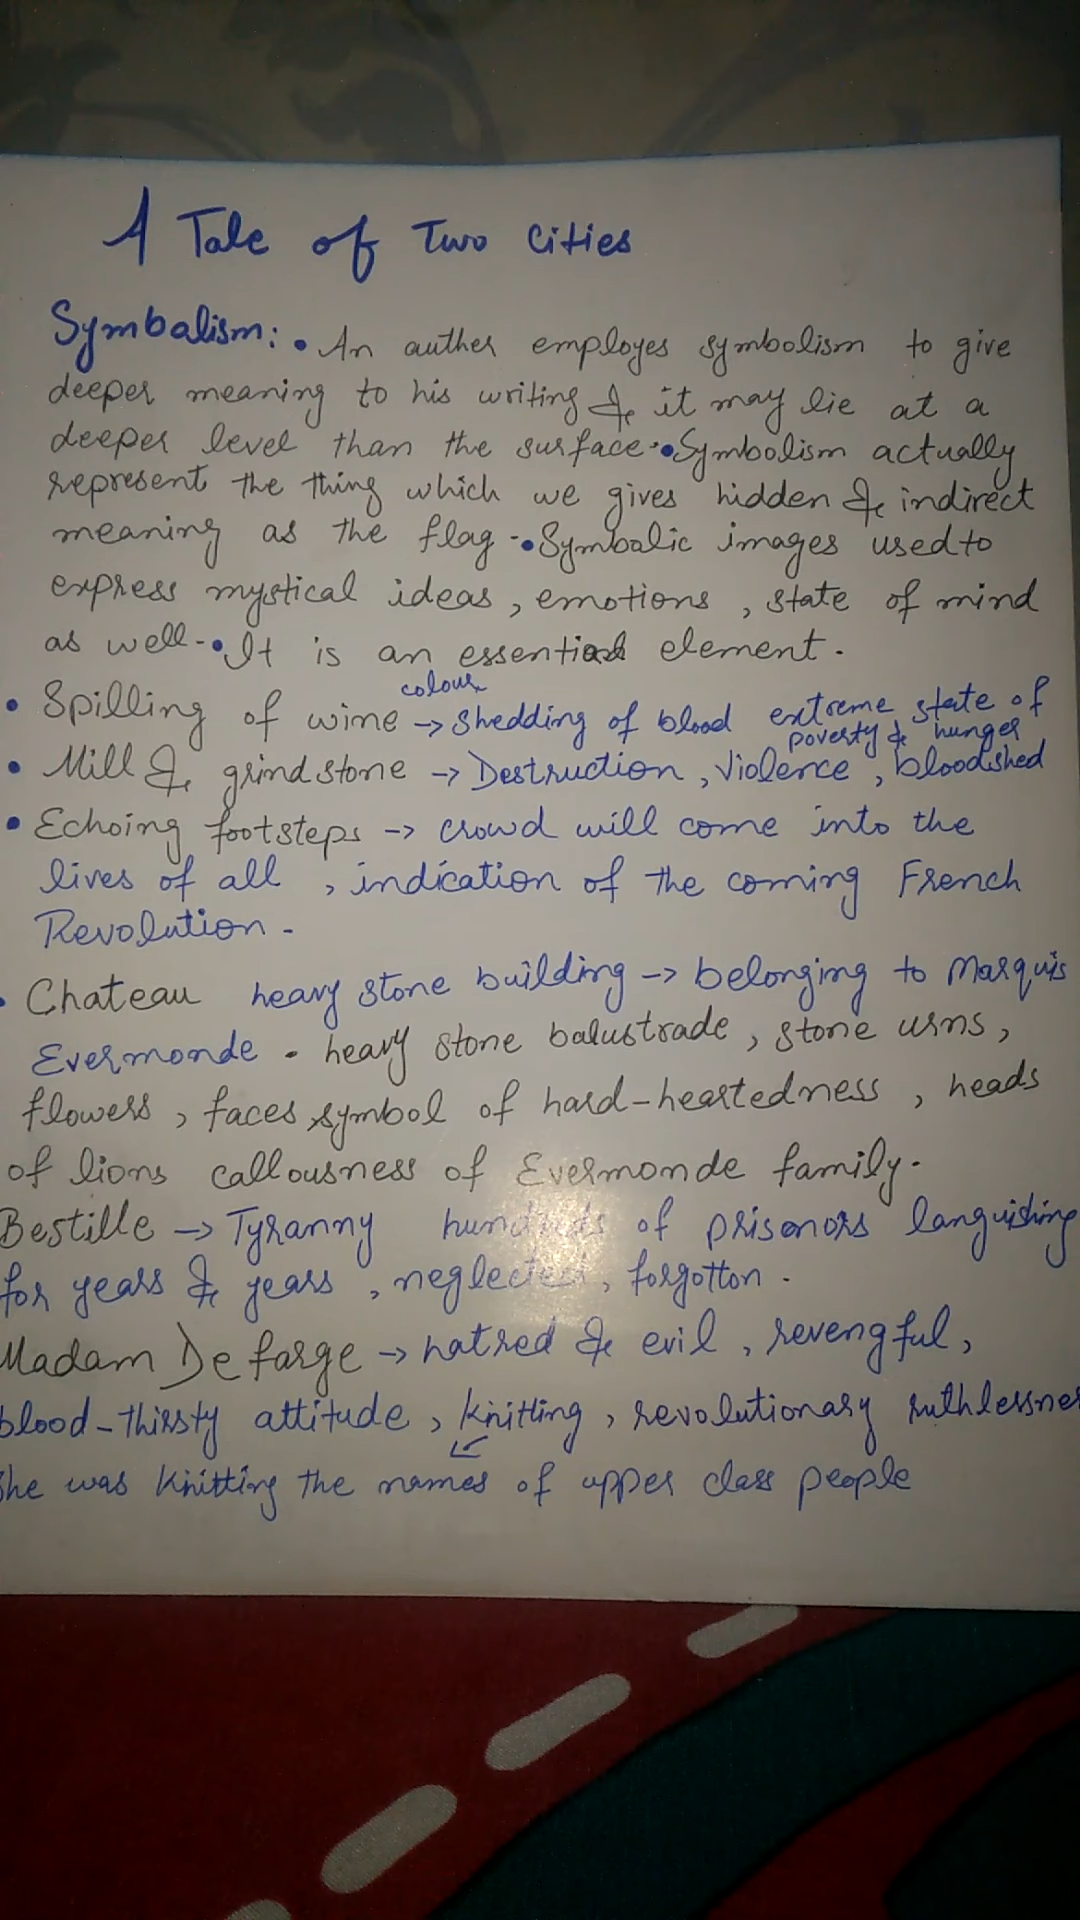 A Tale of Two Cities
Symbalism: • An auther employes symbolism to give
deeper meaning to his writing & it may lie at a
deeper level than the surface. • Symbolism actually
represent the thing which we gives hidden & indirect
meaning as the flag. • Symbalic images used to
express mystical ideas, emotions, state of mind
as well. • It is an essential element.
• Spilling of wine colour → Shedding of blood extreme state of
poverty & hunger
• Mill & grindstone → Destruction, violence, bloodshed
• Echoing footsteps → crowd will come into the
lives of all, indication of the coming French
Revolution.
• Chateau heavy stone building → belonging to Marquis
Evermonde. heavy stone balustrade, stone urns,
flowers, faces, symbol of hard-heartedness, heads
of lions callousness of Evermonde family.
Bestille → Tyranny hundreds of prisonors languishing
for years & years, neglected, forgotton.
Madam Defarge → hatred & evil, revengful,
blood-thirsty attitude, Knitting, revolutionary ruthlessnes
She was Knitting the names of upper class people